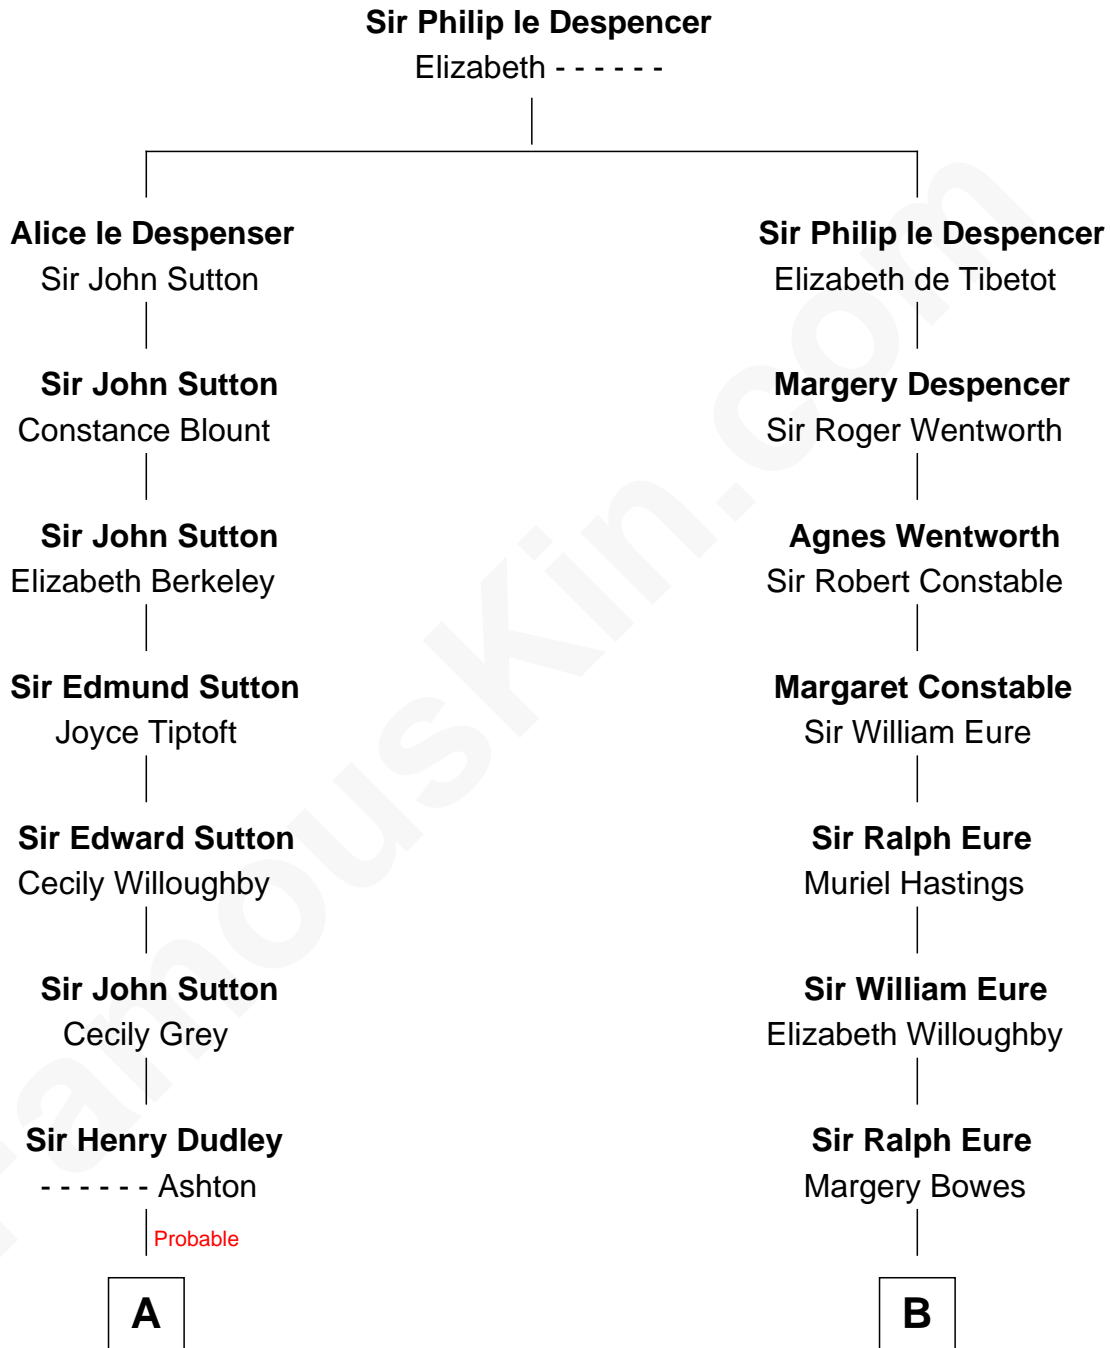 Sir Philip le Despencer
Elizabeth - - - - - -
Alice le Despenser
Sir John Sutton
Sir Philip le Despencer
Elizabeth de Tibetot
Sir John Sutton
Constance Blount
Margery Despencer
Sir Roger Wentworth
Sir John Sutton
Elizabeth Berkeley
Agnes Wentworth
Sir Robert Constable
Sir Edmund Sutton
Joyce Tiptoft
Margaret Constable
Sir William Eure
Sir Edward Sutton
Cecily Willoughby
Sir Ralph Eure
Muriel Hastings
Sir John Sutton
Cecily Grey
Sir William Eure
Elizabeth Willoughby
Sir Henry Dudley
- - - - - - Ashton
Sir Ralph Eure
Margery Bowes
Probable
A
B
FamousKin.com